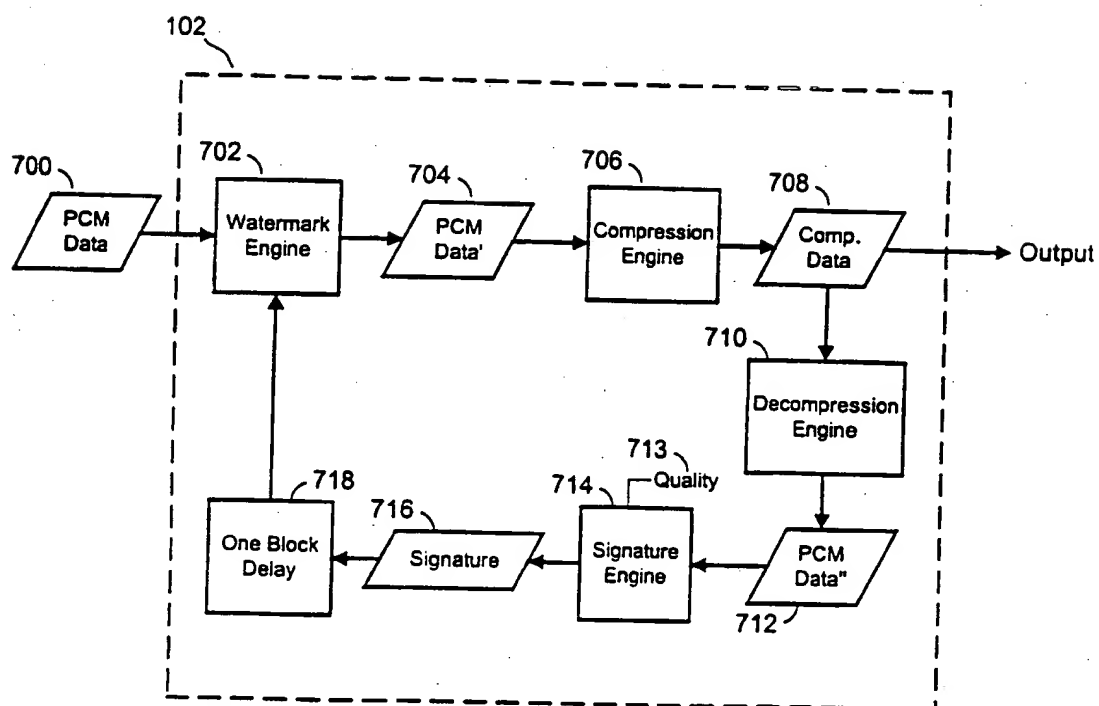 102
700
702
704
706
708
PCM
Data
Watermark
Engine
PCM
Data'
Compression
Engine
Comp.
Data
Output
710
Decompression
Engine
713
Quality
714
716
718
One Block
Delay
Signature
Signature
Engine
PCM
Data"
712